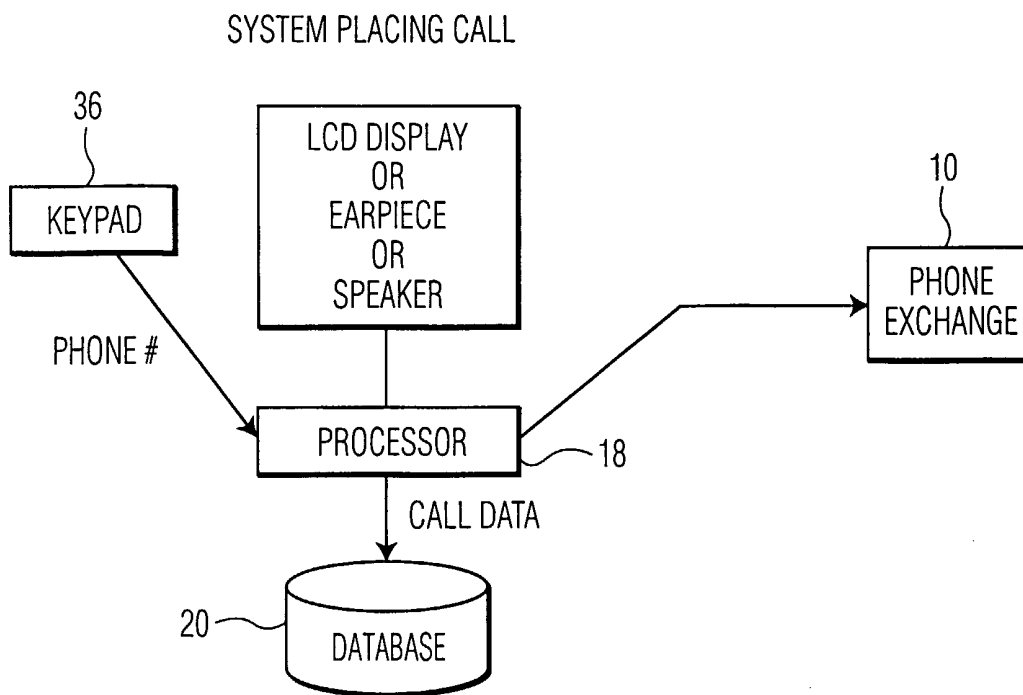 SYSTEM PLACING CALL
36
KEYPAD
LCD DISPLAY
OR
EARPIECE
OR
SPEAKER
10
PHONE
EXCHANGE
PHONE #
PROCESSOR
18
CALL DATA
20
DATABASE